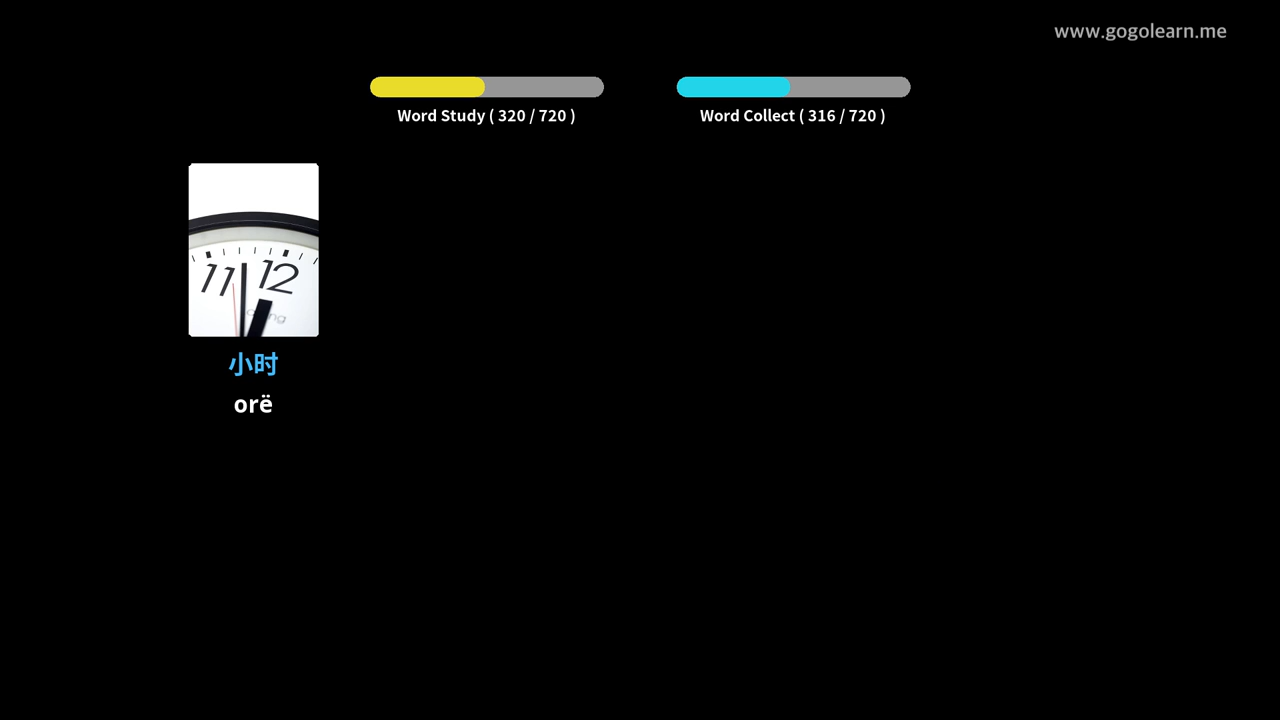 www.gogolearn.me
Word Study ( 320 / 720 )
Word Collect ( 316 / 720 )
11 12
小时
orë